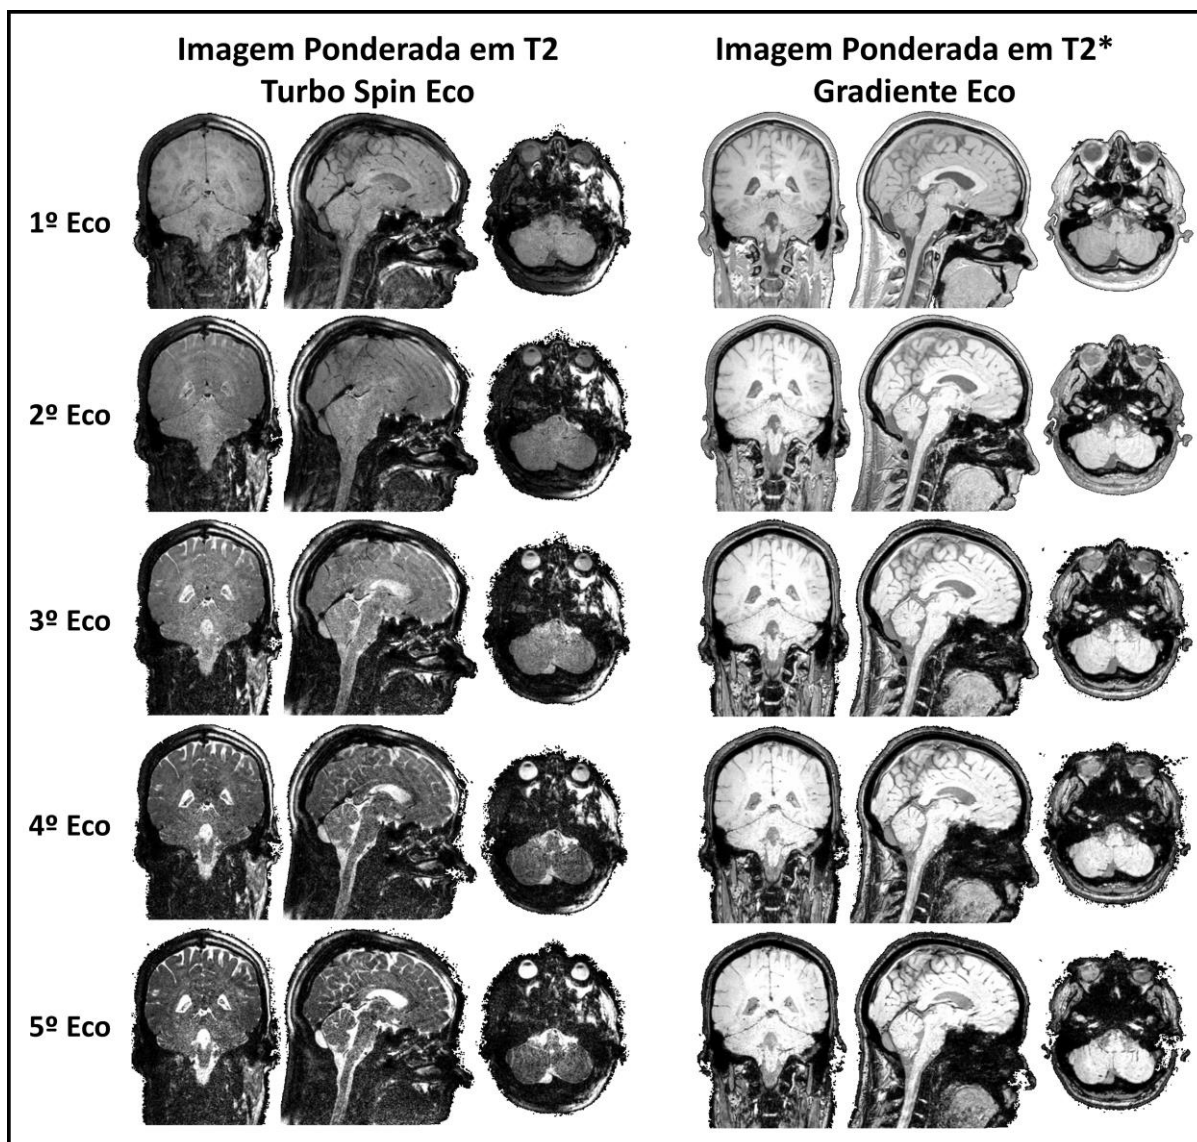 Imagem Ponderada em T2
Turbo Spin Eco
Imagem Ponderada em T2*
Gradiente Eco
1º Eco
2º Eco
3º Eco
4º Eco
5º Eco